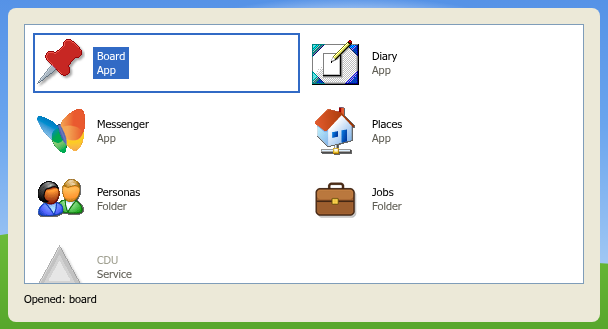 Board
App
Diary
App
Messenger
App
Places
App
Personas
Folder
Jobs
Folder
CDU
Service
Opened: board